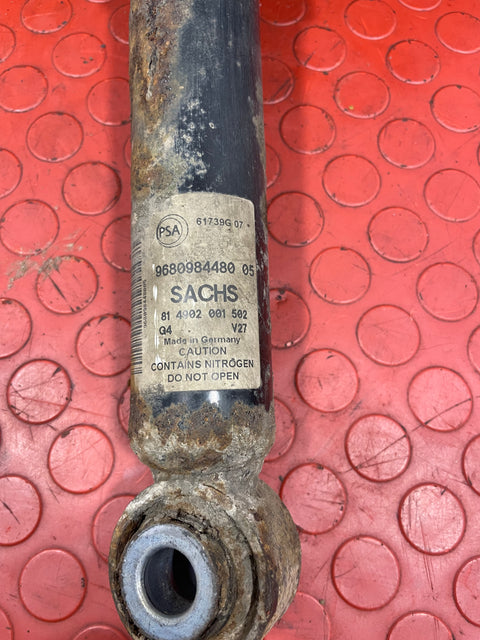 PSA
61739G 07
9680984480 05
SACHS
81 4902 001 502
G4 V27
Made in Germany
CAUTION
CONTAINS NITROGEN
DO NOT OPEN